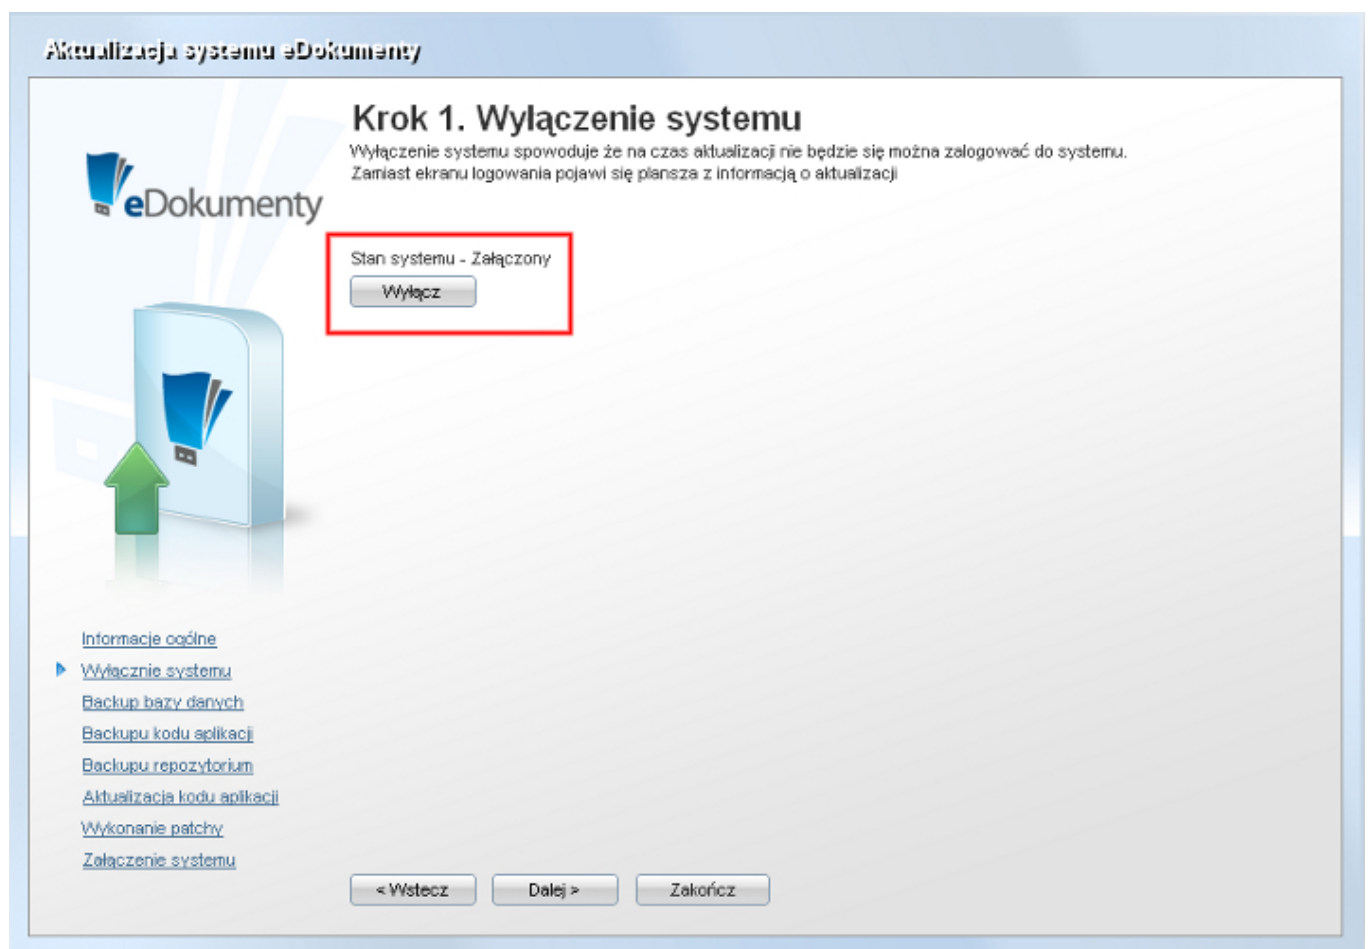 Aktualizacja systemu eDokumenty
Krok 1. Wylączenie systemu
Wyłączenie systemu spowoduje że na czas aktualizacji nie będzie się można zalogować do systemu.
Zamiast ekranu logowania pojawi się plansza z informacją o aktualizacji
eDokumenty
Stan systemu - Załączony
Wyłącz
Informacje ogólne
Wyłącznie systemu
Backup bazy danych
Backupu kodu aplikacji
Backupu repozytorium
Aktualizacja kodu aplikacji
Wykonanie patchy
Załączenie systemu
< Wstecz Dalej > Zakończ